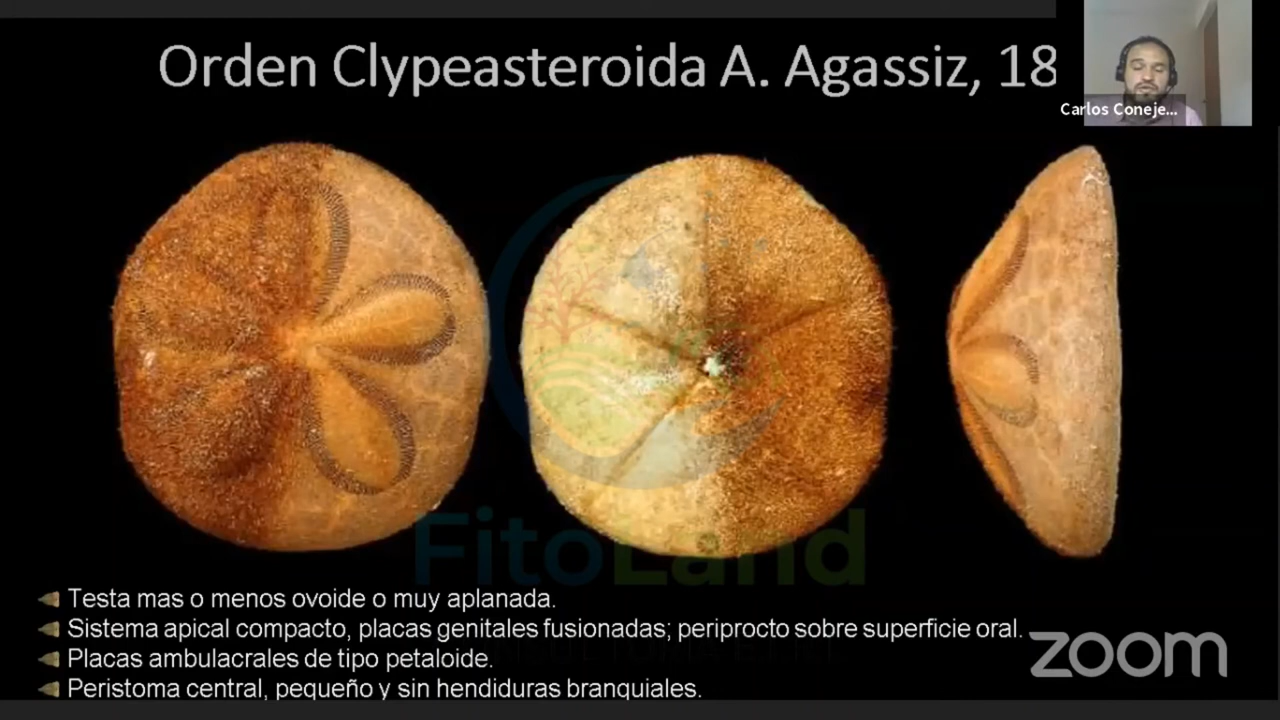 Orden Clypeasteroida A. Agassiz, 18
Carlos Coneje...
FitoLand
Testa mas o menos ovoide o muy aplanada.
Sistema apical compacto, placas genitales fusionadas; periprocto sobre superficie oral.
Placas ambulacrales de tipo petaloide.
Peristoma central, pequeño y sin hendiduras branquiales.
zoom